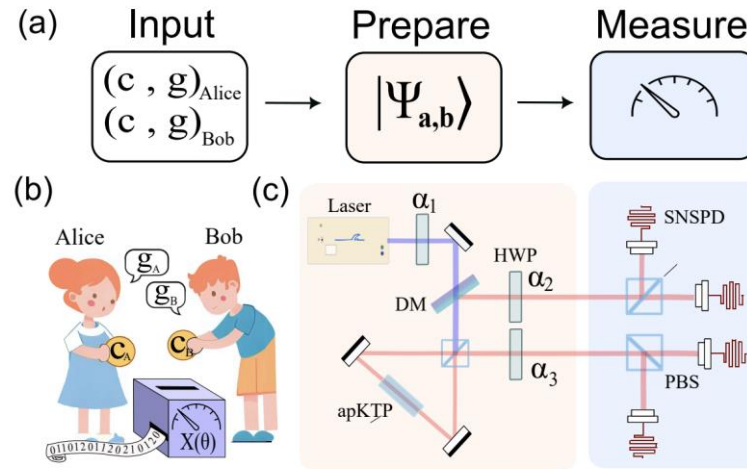 (a)
Input
Prepare
Measure
(c , g)Alice
(c , g)Bob
|Ψa,b⟩
(b)
Alice
Bob
gA
gB
CA
CB
X(θ)
(c)
Laser
α1
HWP
α2
DM
α3
apKTP
SNSPD
PBS